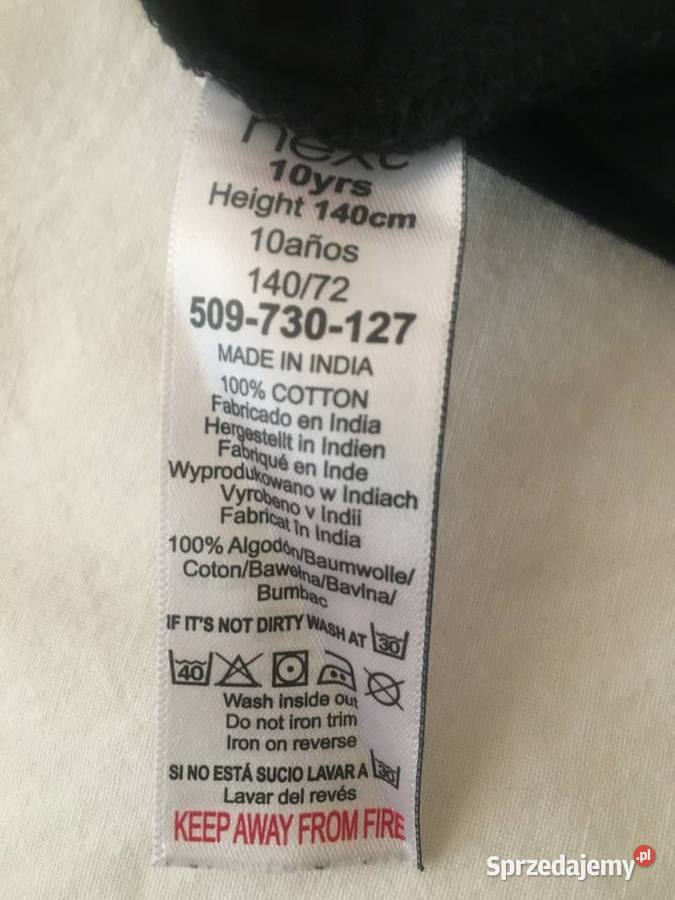 next
10yrs
Height 140cm
10años
140/72
509-730-127
MADE IN INDIA
100% COTTON
Fabricado en India
Hergestellt in Indien
Fabriqué en Inde
Wyprodukowano w Indiach
Vyrobeno v Indii
Fabricat în India
100% Algodón/Baumwolle/
Coton/Bawełna/Bavlna/
Bumbac
IF IT'S NOT DIRTY WASH AT 30
40
Wash inside out
Do not iron trim
Iron on reverse
SI NO ESTÁ SUCIO LAVAR A 30
Lavar del revés
KEEP AWAY FROM FIRE
Sprzedajemy.pl